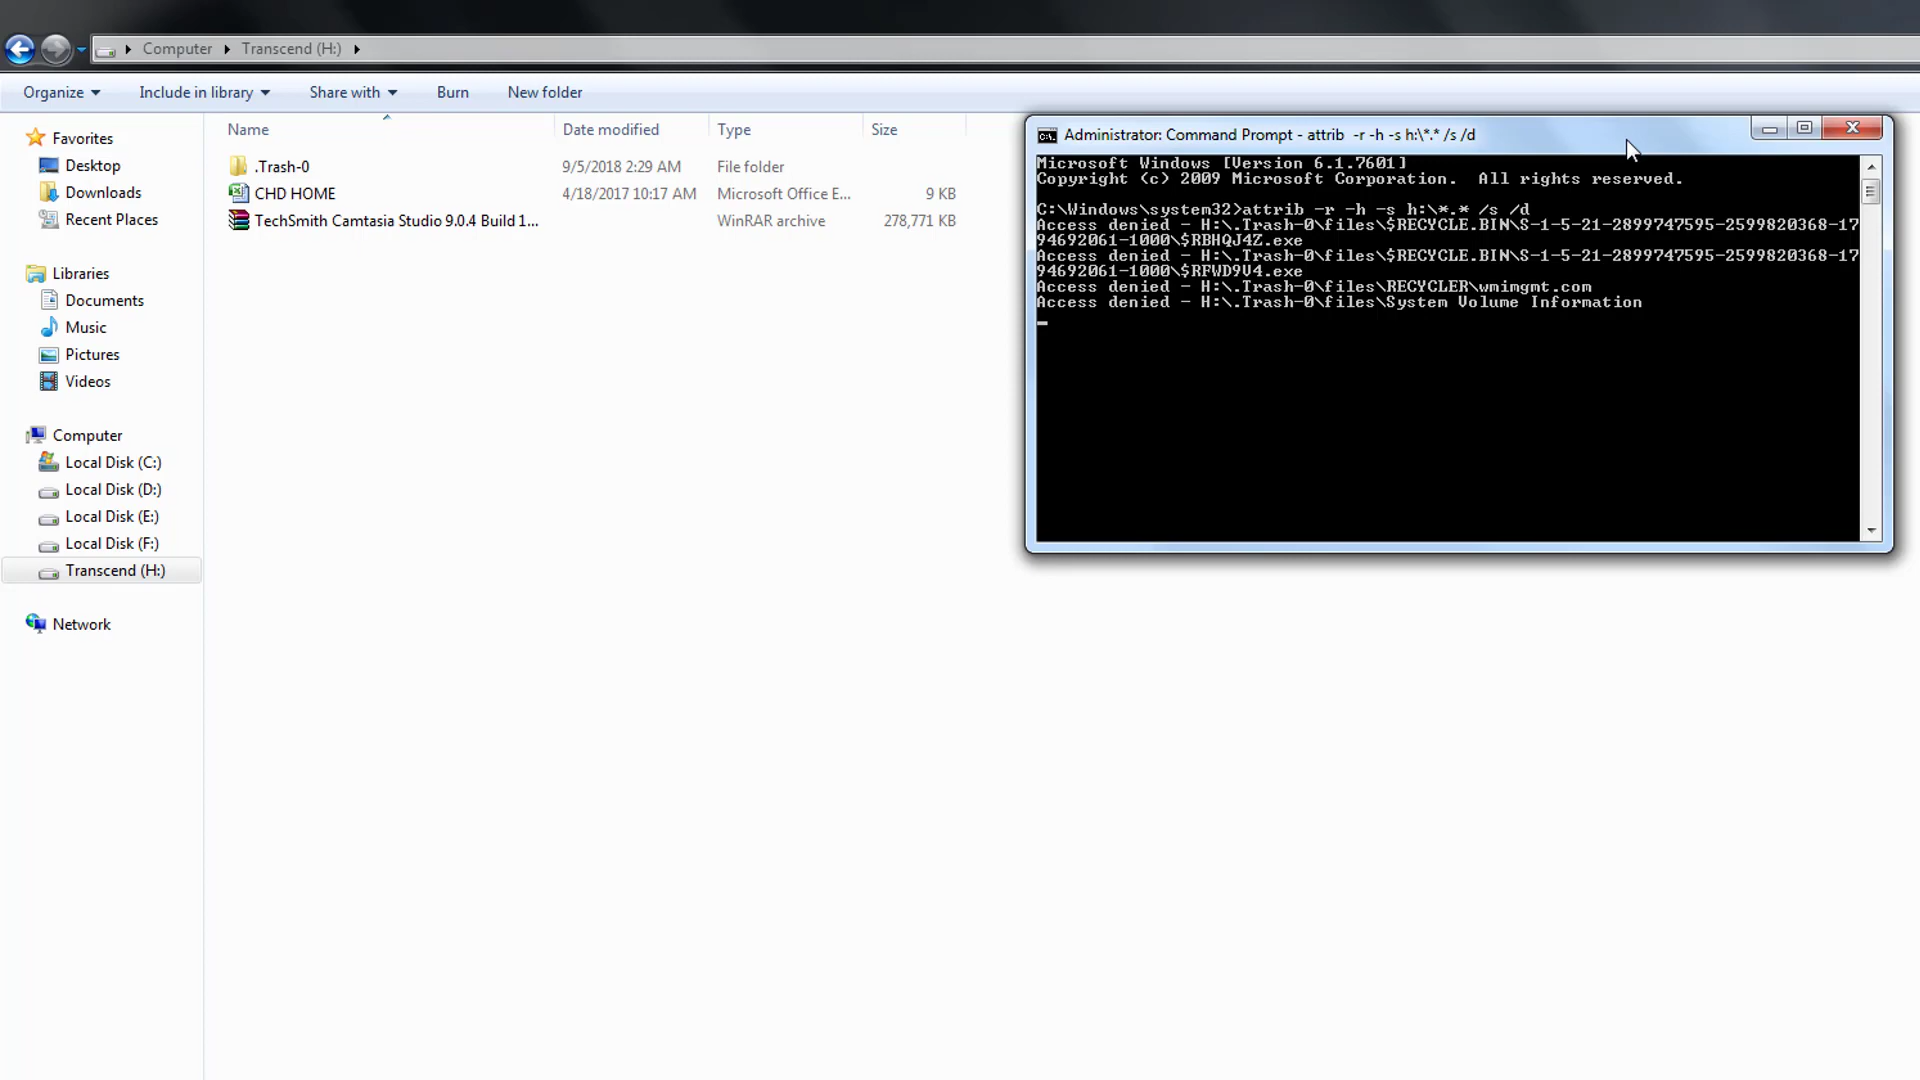 Computer Transcend (H:)
Organize Include in library Share with Burn New folder
Favorites
Desktop
Downloads
Recent Places
Libraries
Documents
Music
Pictures
Videos
Computer
Local Disk (C:)
Local Disk (D:)
Local Disk (E:)
Local Disk (F:)
Transcend (H:)
Network
Name Date modified Type Size
.Trash-0 9/5/2018 2:29 AM File folder
CHD HOME 4/18/2017 10:17 AM Microsoft Office E... 9 KB
TechSmith Camtasia Studio 9.0.4 Build 1... WinRAR archive 278,771 KB
Administrator: Command Prompt - attrib -r -h -s h:\*.* /s /d
Microsoft Windows [Version 6.1.7601]
Copyright (c) 2009 Microsoft Corporation. All rights reserved.
C:\Windows\system32>attrib -r -h -s h:\*.* /s /d
Access denied - H:\.Trash-0\files\$RECYCLE.BIN\S-1-5-21-2899747595-2599820368-17
94692061-1000\$RBHQJ4Z.exe
Access denied - H:\.Trash-0\files\$RECYCLE.BIN\S-1-5-21-2899747595-2599820368-17
94692061-1000\$RFWD9V4.exe
Access denied - H:\.Trash-0\files\RECYCLER\wmimgmt.com
Access denied - H:\.Trash-0\files\System Volume Information